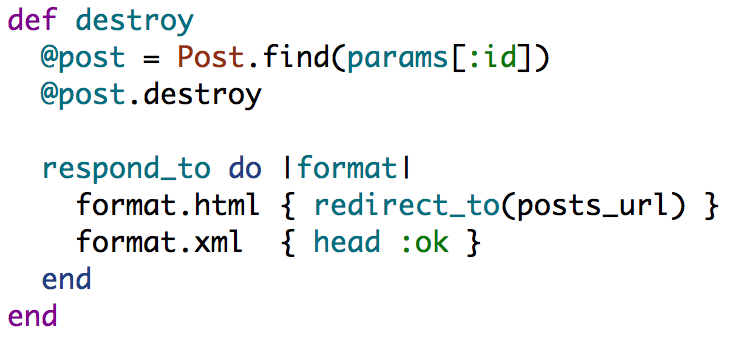 def destroy
  @post = Post.find(params[:id])
  @post.destroy

  respond_to do |format|
    format.html { redirect_to(posts_url) }
    format.xml  { head :ok }
  end
end